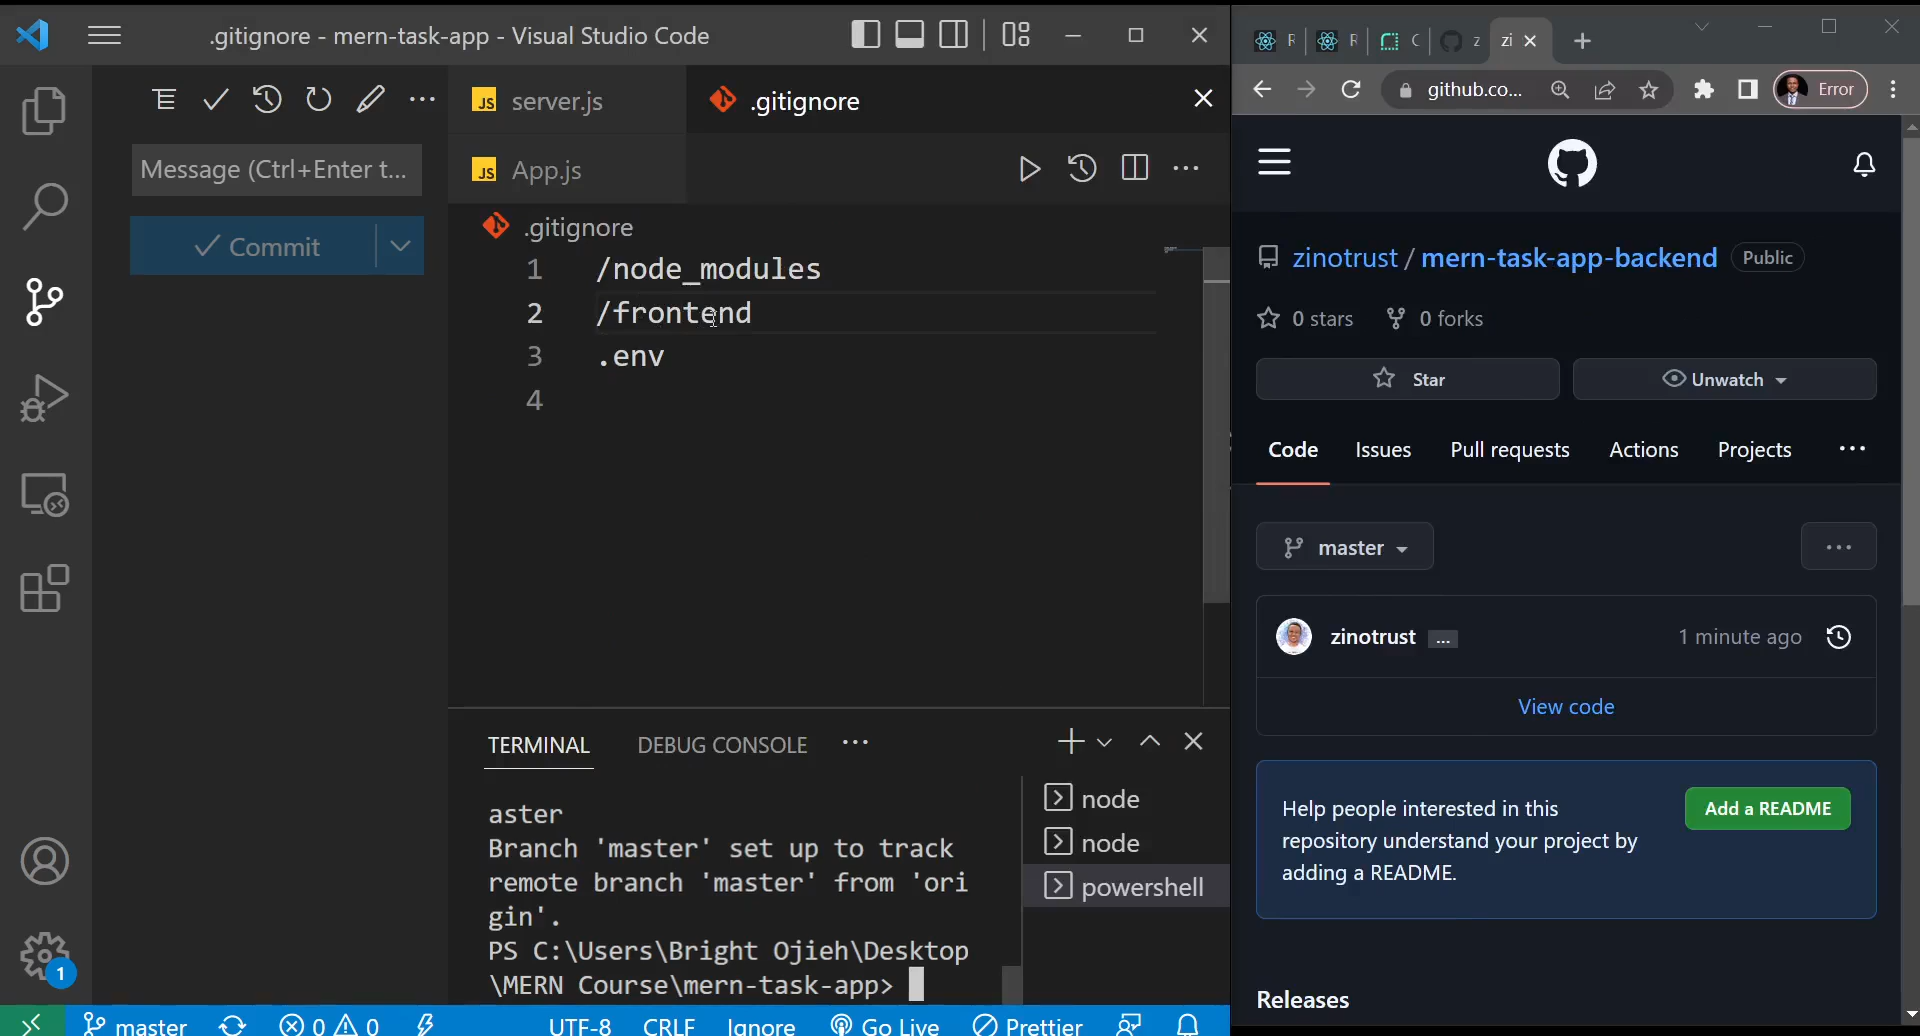 .gitignore - mern-task-app - Visual Studio Code
Message (Ctrl+Enter t...
Commit
server.js
.gitignore
App.js
.gitignore
1 /node_modules
2 /frontend
3 .env
4
TERMINAL
DEBUG CONSOLE
aster
Branch 'master' set up to track
remote branch 'master' from 'ori
gin'.
PS C:\Users\Bright Ojieh\Desktop
\MERN Course\mern-task-app>
node
node
powershell
1
master
0
0
UTF-8
CRLF
Ignore
Go Live
Prettier
R
R
C
z
zi
github.co...
Error
zinotrust / mern-task-app-backend
Public
0 stars
0 forks
Star
Unwatch
Code
Issues
Pull requests
Actions
Projects
master
zinotrust
1 minute ago
View code
Help people interested in this
repository understand your project by
adding a README.
Add a README
Releases